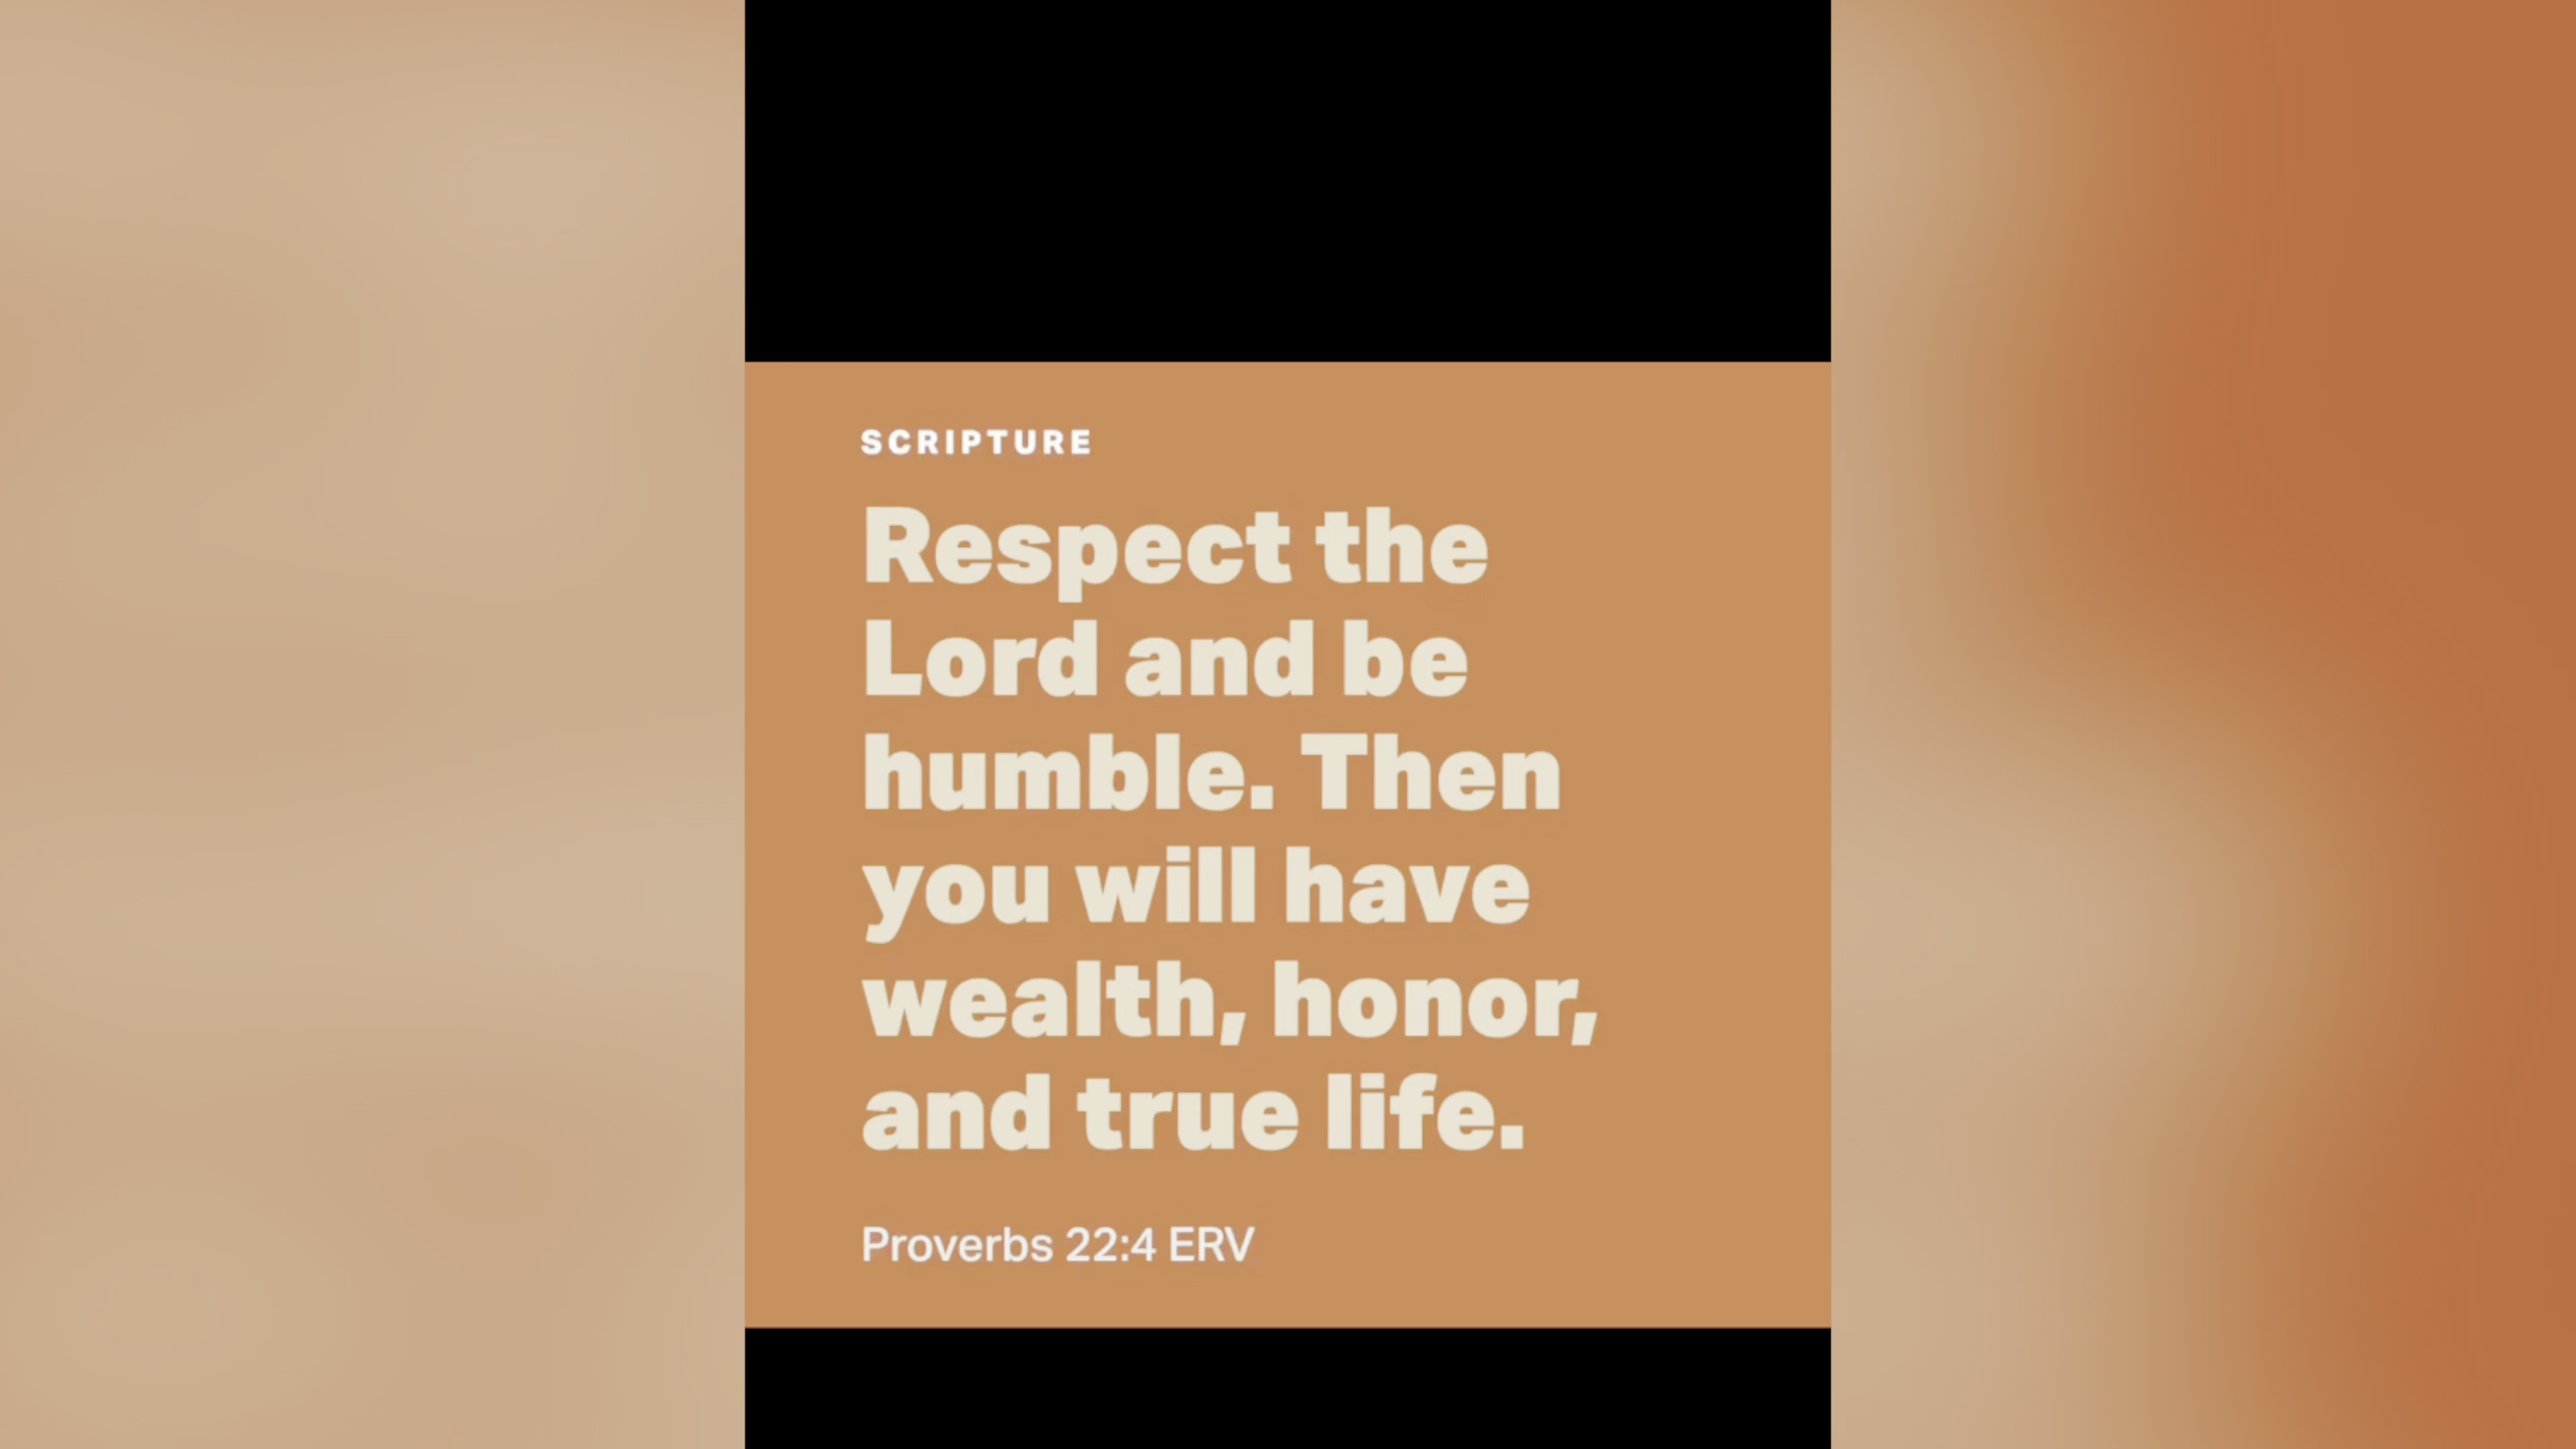 SCRIPTURE
Respect the
Lord and be
humble. Then
you will have
wealth, honor,
and true life.
Proverbs 22:4 ERV